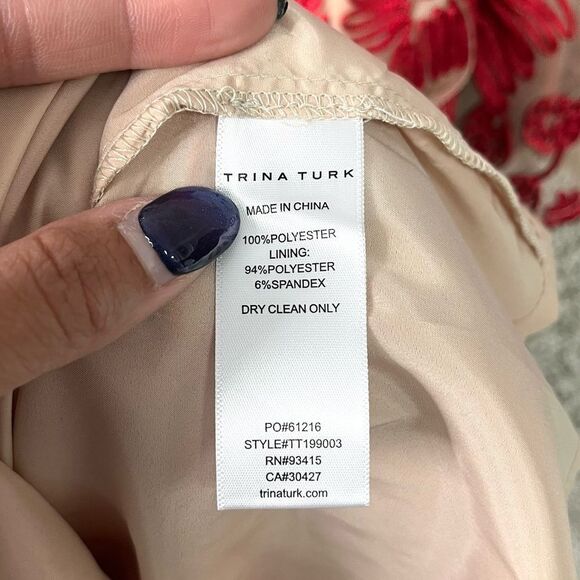 TRINA TURK
MADE IN CHINA
100%POLYESTER
LINING:
94%POLYESTER
6%SPANDEX
DRY CLEAN ONLY
PO#61216
STYLE#TT199003
RN#93415
CA#30427
trinaturk.com